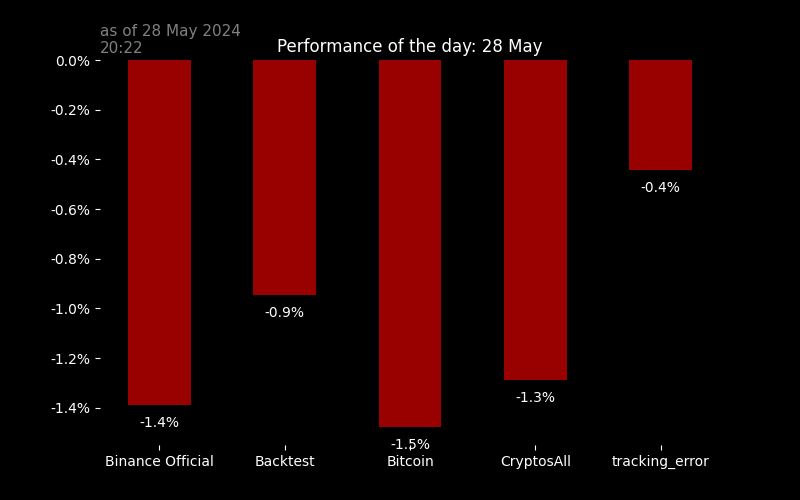 as of 28 May 2024
20:22
Performance of the day: 28 May
0.0%
-0.2%
-0.4%
-0.6%
-0.8%
-1.0%
-1.2%
-1.4%
-1.4%
-0.9%
-1.5%
-1.3%
-0.4%
Binance Official
Backtest
Bitcoin
CryptosAll
tracking_error